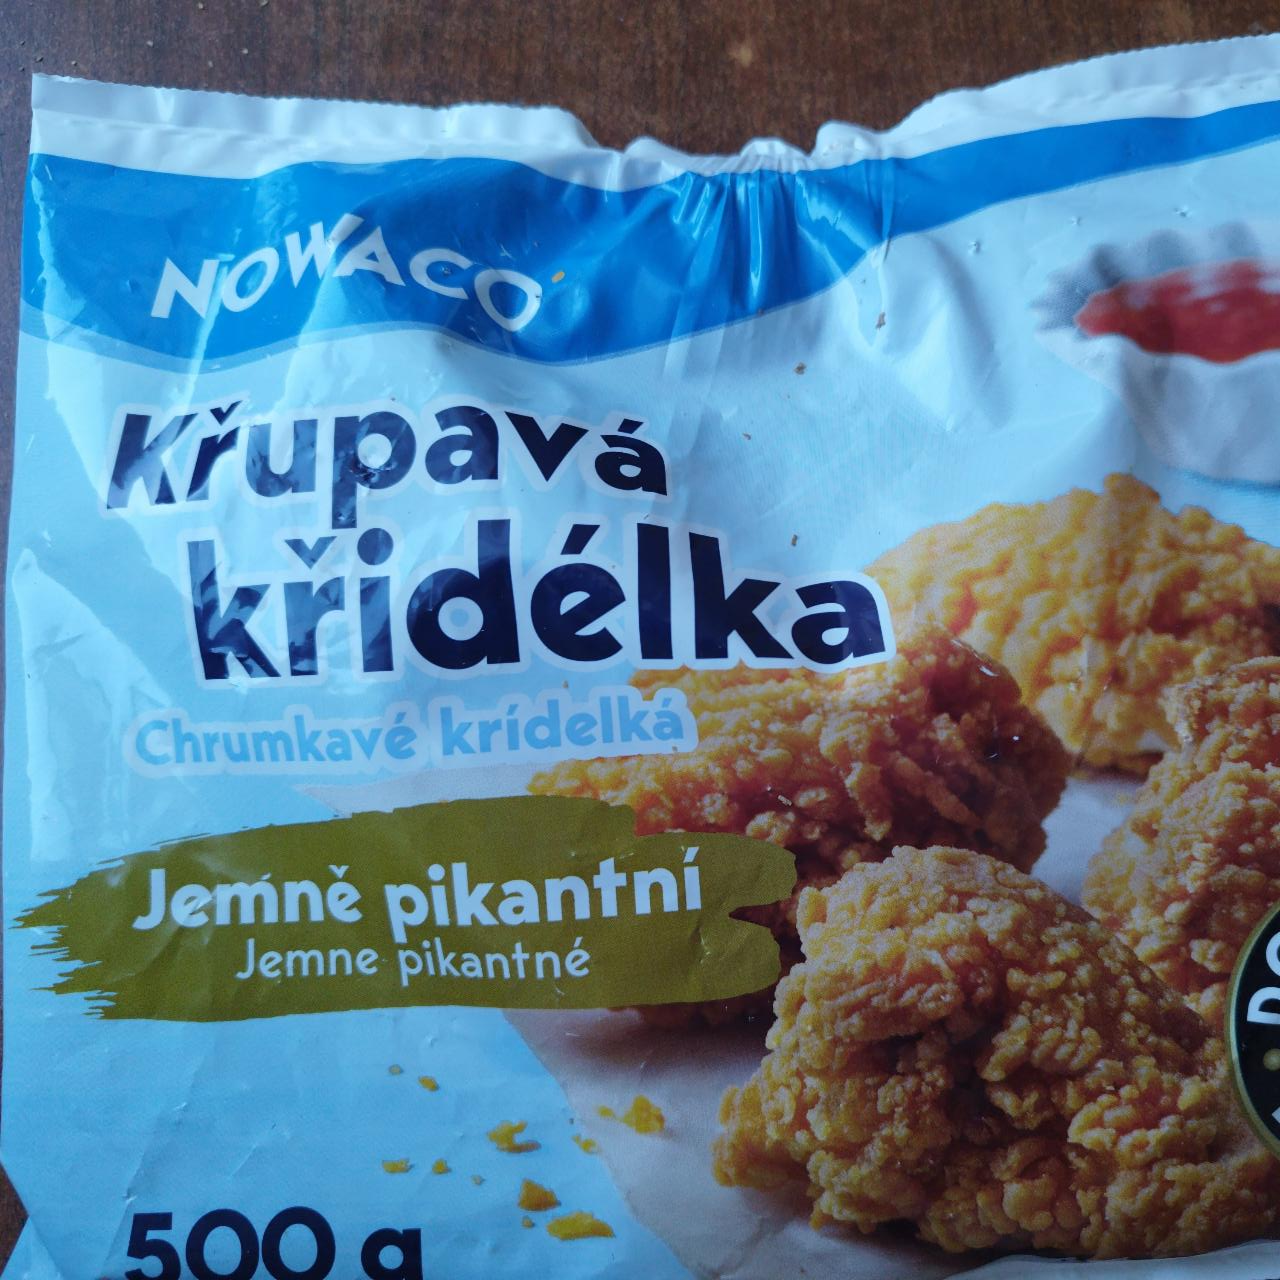 NOWACO
Křupavá
křidélka
Chrumkavé krídelká
Jemně pikantní
Jemne pikantné
500 g